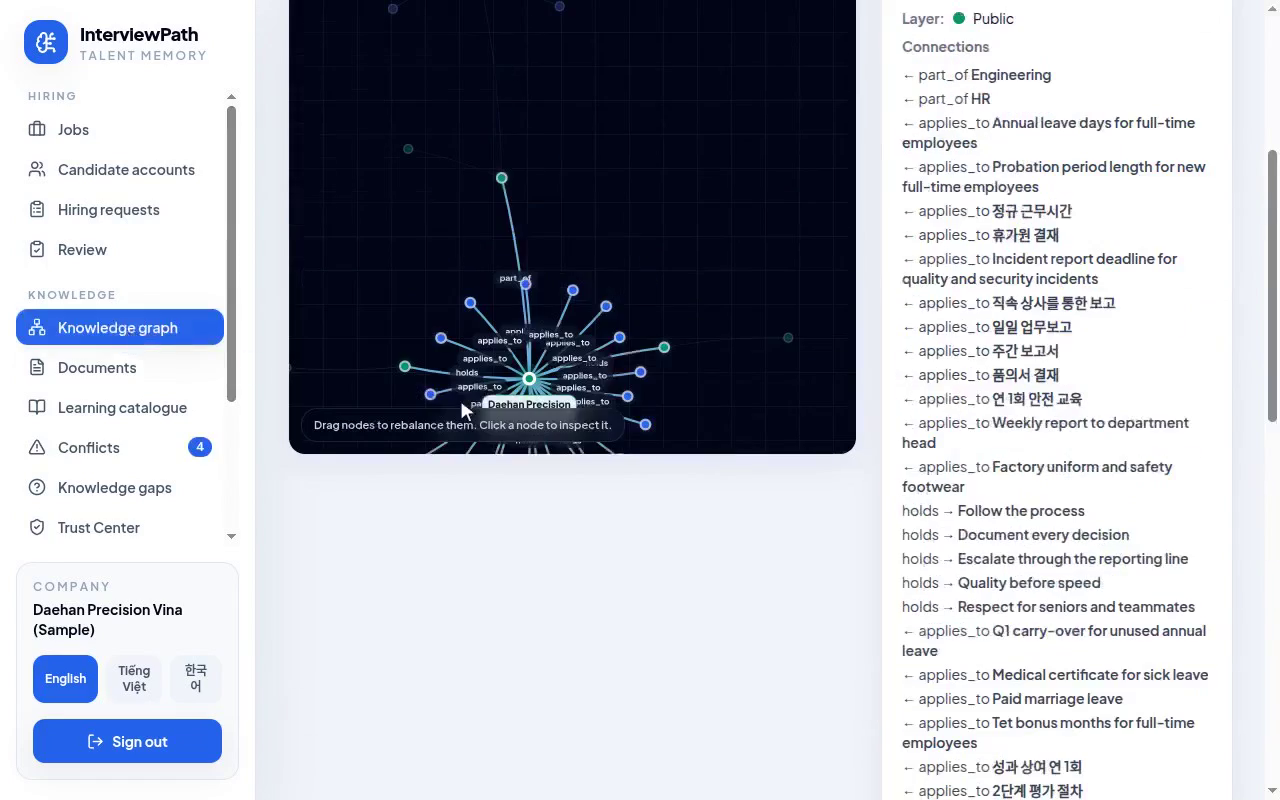 InterviewPath
TALENT MEMORY
HIRING
Jobs
Candidate accounts
Hiring requests
Review
KNOWLEDGE
Knowledge graph
Documents
Learning catalogue
Conflicts 4
Knowledge gaps
Trust Center
COMPANY
Daehan Precision Vina
(Sample)
English
Tiếng
Việt
한국
어
Sign out
part_of
applies_to
applies_to
applies_to
applies_to
applies_to
holds
applies_to
applies_to
applies_to
Daehan Precision
Drag nodes to rebalance them. Click a node to inspect it.
Layer: Public
Connections
← part_of Engineering
← part_of HR
← applies_to Annual leave days for full-time
employees
← applies_to Probation period length for new
full-time employees
← applies_to 정규 근무시간
← applies_to 휴가원 결재
← applies_to Incident report deadline for
quality and security incidents
← applies_to 직속 상사를 통한 보고
← applies_to 일일 업무보고
← applies_to 주간 보고서
← applies_to 품의서 결재
← applies_to 연 1회 안전 교육
← applies_to Weekly report to department
head
← applies_to Factory uniform and safety
footwear
holds → Follow the process
holds → Document every decision
holds → Escalate through the reporting line
holds → Quality before speed
holds → Respect for seniors and teammates
← applies_to Q1 carry-over for unused annual
leave
← applies_to Medical certificate for sick leave
← applies_to Paid marriage leave
← applies_to Tet bonus months for full-time
employees
← applies_to 성과 상여 연 1회
← applies_to 2단계 평가 절차